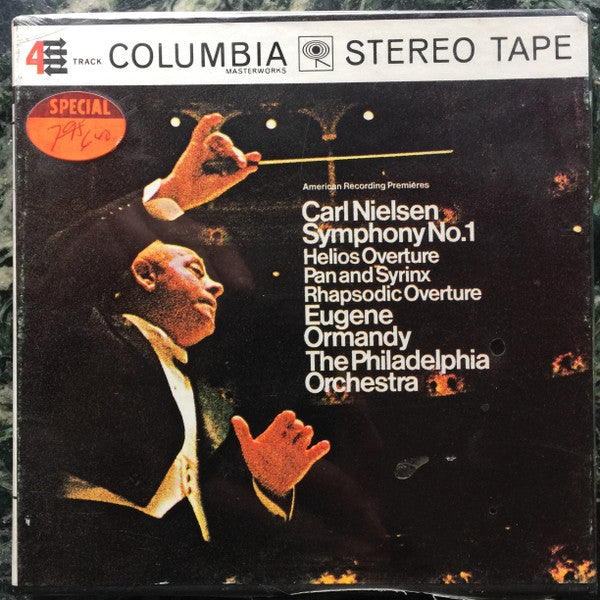 4 TRACK COLUMBIA STEREO TAPE
MASTERWORKS
SPECIAL
American Recording Premières
Carl Nielsen
Symphony No.1
Helios Overture
Pan and Syrinx
Rhapsodic Overture
Eugene
Ormandy
The Philadelphia
Orchestra